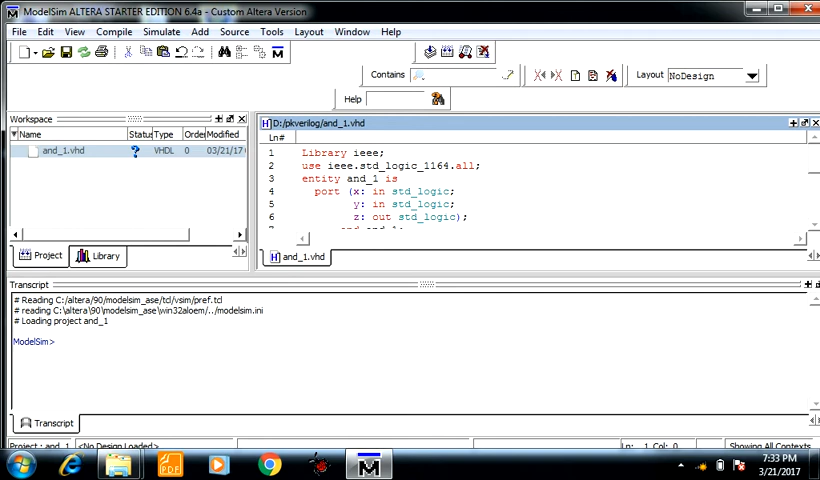 ModelSim ALTERA STARTER EDITION 6.4a - Custom Altera Version
File Edit View Compile Simulate Add Source Tools Layout Window Help
Contains
Layout NoDesign
Help
Workspace
Name Status Type Order Modified
and_1.vhd ? VHDL 0 03/21/17
Project Library
D:/pkverilog/and_1.vhd
Ln#
1 Library ieee;
2 use ieee.std_logic_1164.all;
3 entity and_1 is
4 port (x: in std_logic;
5 y: in std_logic;
6 z: out std_logic);
7 end and_1;
and_1.vhd
Transcript
# Reading C:/altera/90/modelsim_ase/tcl/vsim/pref.tcl
# reading C:\altera\90\modelsim_ase\win32aloem/../modelsim.ini
# Loading project and_1
ModelSim>
Transcript
Project : and_1 <No Design Loaded> Ln: 1 Col: 0 Showing All Contexts
PDF
M
7:33 PM
3/21/2017